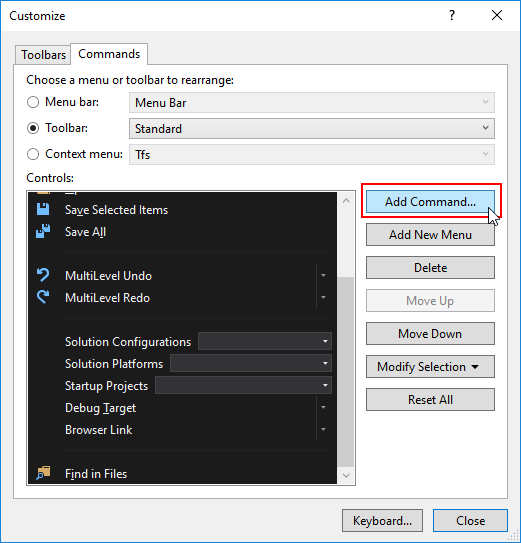 Customize
Toolbars Commands
Choose a menu or toolbar to rearrange:
Menu bar: Menu Bar
Toolbar: Standard
Context menu: Tfs
Controls:
Save Selected Items
Save All
MultiLevel Undo
MultiLevel Redo
Solution Configurations
Solution Platforms
Startup Projects
Debug Target
Browser Link
Find in Files
Add Command...
Add New Menu
Delete
Move Up
Move Down
Modify Selection
Reset All
Keyboard... Close